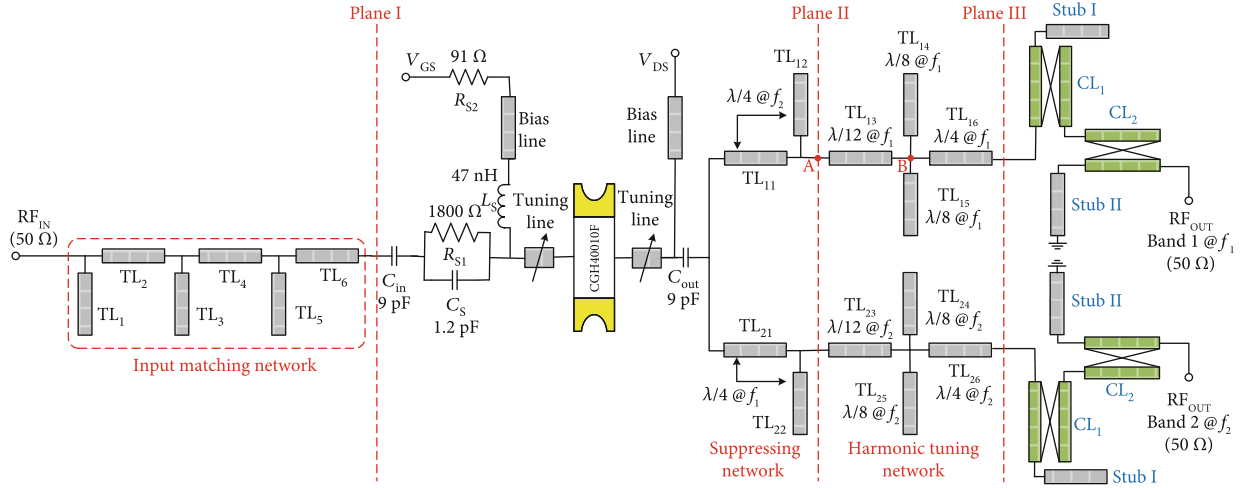 Plane I
Plane II
Plane III
Stub I
V_GS
91 Ω
R_S2
Bias
line
47 nH
L_S
1800 Ω
R_S1
C_S
1.2 pF
Tuning
line
CGH40010F
Tuning
line
V_DS
Bias
line
C_out
9 pF
RF_IN
(50 Ω)
TL_1
TL_2
TL_3
TL_4
TL_5
TL_6
C_in
9 pF
Input matching network
TL_12
λ/4 @f_2
TL_11
A
TL_13
λ/12 @f_1
TL_14
λ/8 @f_1
B
TL_16
λ/4 @f_1
TL_15
λ/8 @f_1
CL_1
CL_2
Stub II
RF_OUT
Band 1 @f_1
(50 Ω)
TL_21
λ/4 @f_1
TL_22
TL_23
λ/12 @f_2
TL_24
λ/8 @f_2
TL_25
λ/8 @f_2
TL_26
λ/4 @f_2
Stub II
CL_2
CL_1
RF_OUT
Band 2 @f_2
(50 Ω)
Stub I
Suppressing
network
Harmonic tuning
network